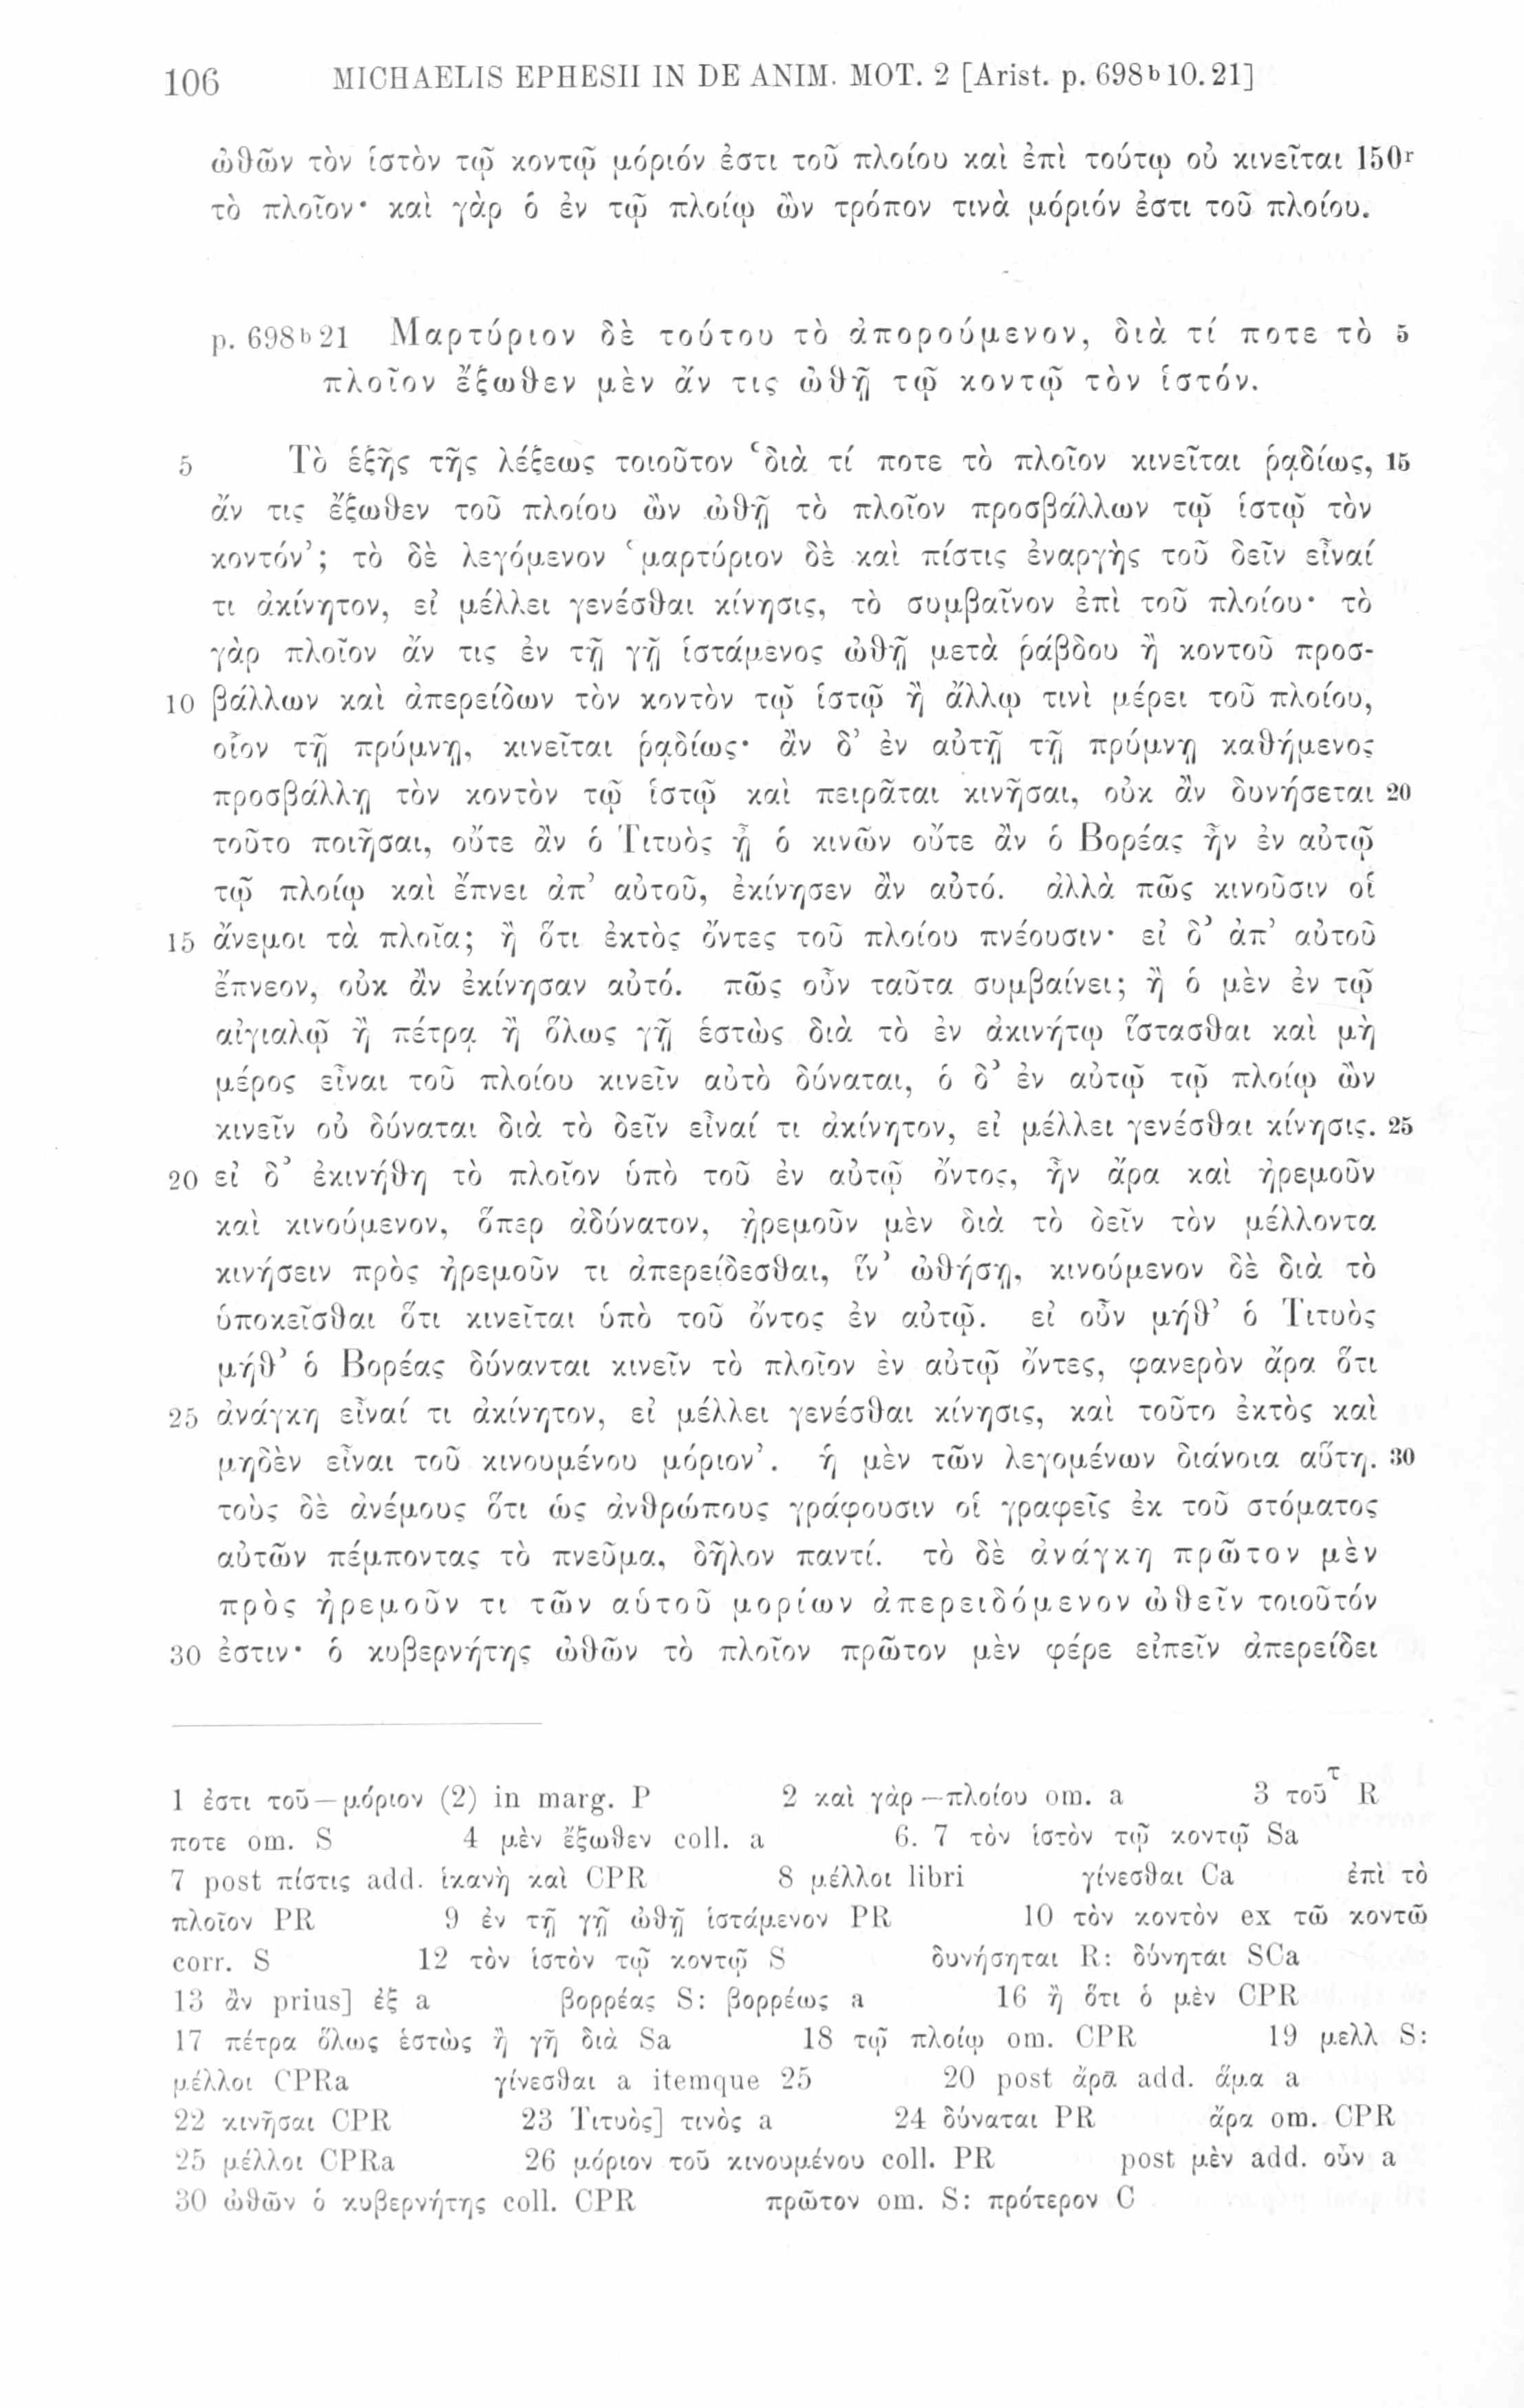 106 MICHAELIS EPHESII IN DE ANIM. MOT. 2 [Arist. p. 698ᵇ10.21]
ὠθῶν τὸν ἱστὸν τῷ κοντῷ μόριόν ἐστι τοῦ πλοίου καὶ ἐπὶ τούτῳ οὐ κινεῖται 150ʳ
τὸ πλοῖον· καὶ γὰρ ὁ ἐν τῷ πλοίῳ ὢν τρόπον τινὰ μόριόν ἐστι τοῦ πλοίου.
p. 698ᵇ21 Μαρτύριον δὲ τούτου τὸ ἀπορούμενον, διὰ τί ποτε τὸ 5
πλοῖον ἔξωθεν μὲν ἄν τις ὠθῇ τῷ κοντῷ τὸν ἱστόν.
5 Τὸ ἑξῆς τῆς λέξεως τοιοῦτον ‘διὰ τί ποτε τὸ πλοῖον κινεῖται ῥᾳδίως, 15
ἄν τις ἔξωθεν τοῦ πλοίου ὢν ὠθῇ τὸ πλοῖον προσβάλλων τῷ ἱστῷ τὸν
κοντόν’; τὸ δὲ λεγόμενον ‘μαρτύριον δὲ καὶ πίστις ἐναργὴς τοῦ δεῖν εἶναί
τι ἀκίνητον, εἰ μέλλει γενέσθαι κίνησις, τὸ συμβαῖνον ἐπὶ τοῦ πλοίου· τὸ
γὰρ πλοῖον ἄν τις ἐν τῇ γῇ ἱστάμενος ὠθῇ μετὰ ῥάβδου ἢ κοντοῦ προσ-
10 βάλλων καὶ ἀπερείδων τὸν κοντὸν τῷ ἱστῷ ἢ ἄλλῳ τινὶ μέρει τοῦ πλοίου,
οἷον τῇ πρύμνῃ, κινεῖται ῥᾳδίως· ἂν δ’ ἐν αὐτῇ τῇ πρύμνῃ καθήμενος
προσβάλλῃ τὸν κοντὸν τῷ ἱστῷ καὶ πειρᾶται κινῆσαι, οὐκ ἂν δυνήσεται 20
τοῦτο ποιῆσαι, οὔτε ἂν ὁ Τιτυὸς ᾖ ὁ κινῶν οὔτε ἂν ὁ Βορέας ἦν ἐν αὐτῷ
τῷ πλοίῳ καὶ ἔπνει ἀπ’ αὐτοῦ, ἐκίνησεν ἂν αὐτό. ἀλλὰ πῶς κινοῦσιν οἱ
15 ἄνεμοι τὰ πλοῖα; ἢ ὅτι ἐκτὸς ὄντες τοῦ πλοίου πνέουσιν· εἰ δ’ ἀπ’ αὐτοῦ
ἔπνεον, οὐκ ἂν ἐκίνησαν αὐτό. πῶς οὖν ταῦτα συμβαίνει; ἢ ὁ μὲν ἐν τῷ
αἰγιαλῷ ἢ πέτρᾳ ἢ ὅλως γῇ ἑστὼς διὰ τὸ ἐν ἀκινήτῳ ἵστασθαι καὶ μὴ
μέρος εἶναι τοῦ πλοίου κινεῖν αὐτὸ δύναται, ὁ δ’ ἐν αὐτῷ τῷ πλοίῳ ὢν
κινεῖν οὐ δύναται διὰ τὸ δεῖν εἶναί τι ἀκίνητον, εἰ μέλλει γενέσθαι κίνησις. 25
20 εἰ δ’ ἐκινήθη τὸ πλοῖον ὑπὸ τοῦ ἐν αὐτῷ ὄντος, ἦν ἄρα καὶ ἠρεμοῦν
καὶ κινούμενον, ὅπερ ἀδύνατον, ἠρεμοῦν μὲν διὰ τὸ δεῖν τὸν μέλλοντα
κινήσειν πρὸς ἠρεμοῦν τι ἀπερείδεσθαι, ἵν’ ὠθήσῃ, κινούμενον δὲ διὰ τὸ
ὑποκεῖσθαι ὅτι κινεῖται ὑπὸ τοῦ ὄντος ἐν αὐτῷ. εἰ οὖν μήθ’ ὁ Τιτυὸς
μήθ’ ὁ Βορέας δύνανται κινεῖν τὸ πλοῖον ἐν αὐτῷ ὄντες, φανερὸν ἄρα ὅτι
25 ἀνάγκη εἶναί τι ἀκίνητον, εἰ μέλλει γενέσθαι κίνησις, καὶ τοῦτο ἐκτὸς καὶ
μηδὲν εἶναι τοῦ κινουμένου μόριον’. ἡ μὲν τῶν λεγομένων διάνοια αὕτη. 30
τοὺς δὲ ἀνέμους ὅτι ὡς ἀνθρώπους γράφουσιν οἱ γραφεῖς ἐκ τοῦ στόματος
αὐτῶν πέμποντας τὸ πνεῦμα, δῆλον παντί. τὸ δὲ ἀνάγκη πρῶτον μὲν
πρὸς ἠρεμοῦν τι τῶν αὑτοῦ μορίων ἀπερειδόμενον ὠθεῖν τοιοῦτόν
30 ἐστιν· ὁ κυβερνήτης ὠθῶν τὸ πλοῖον πρῶτον μὲν φέρε εἰπεῖν ἀπερείδει
1 ἐστι τοῦ—μόριον (2) in marg. P 2 καὶ γὰρ—πλοίου om. a 3 τοῦᵀ R
ποτε om. S 4 μὲν ἔξωθεν coll. a 6. 7 τὸν ἱστὸν τῷ κοντῷ Sa
7 post πίστις add. ἱκανὴ καὶ CPR 8 μέλλοι libri γίνεσθαι Ca ἐπὶ τὸ
πλοῖον PR 9 ἐν τῇ γῇ ὠθῇ ἱστάμενον PR 10 τὸν κοντὸν ex τῶ κοντῶ
corr. S 12 τὸν ἱστὸν τῷ κοντῷ S δυνήσηται R: δύνηται SCa
13 ἂν prius] ἐξ a βορρέας S: βορρέως a 16 ἢ ὅτι ὁ μὲν CPR
17 πέτρα ὅλως ἑστὼς ἢ γῆ διὰ Sa 18 τῷ πλοίῳ om. CPR 19 μελλ S:
μέλλοι CPRa γίνεσθαι a itemque 25 20 post ἄρα add. ἅμα a
22 κινῆσαι CPR 23 Τιτυὸς] τινὸς a 24 δύναται PR ἄρα om. CPR
25 μέλλοι CPRa 26 μόριον τοῦ κινουμένου coll. PR post μὲν add. οὖν a
30 ὠθῶν ὁ κυβερνήτης coll. CPR πρῶτον om. S: πρότερον C